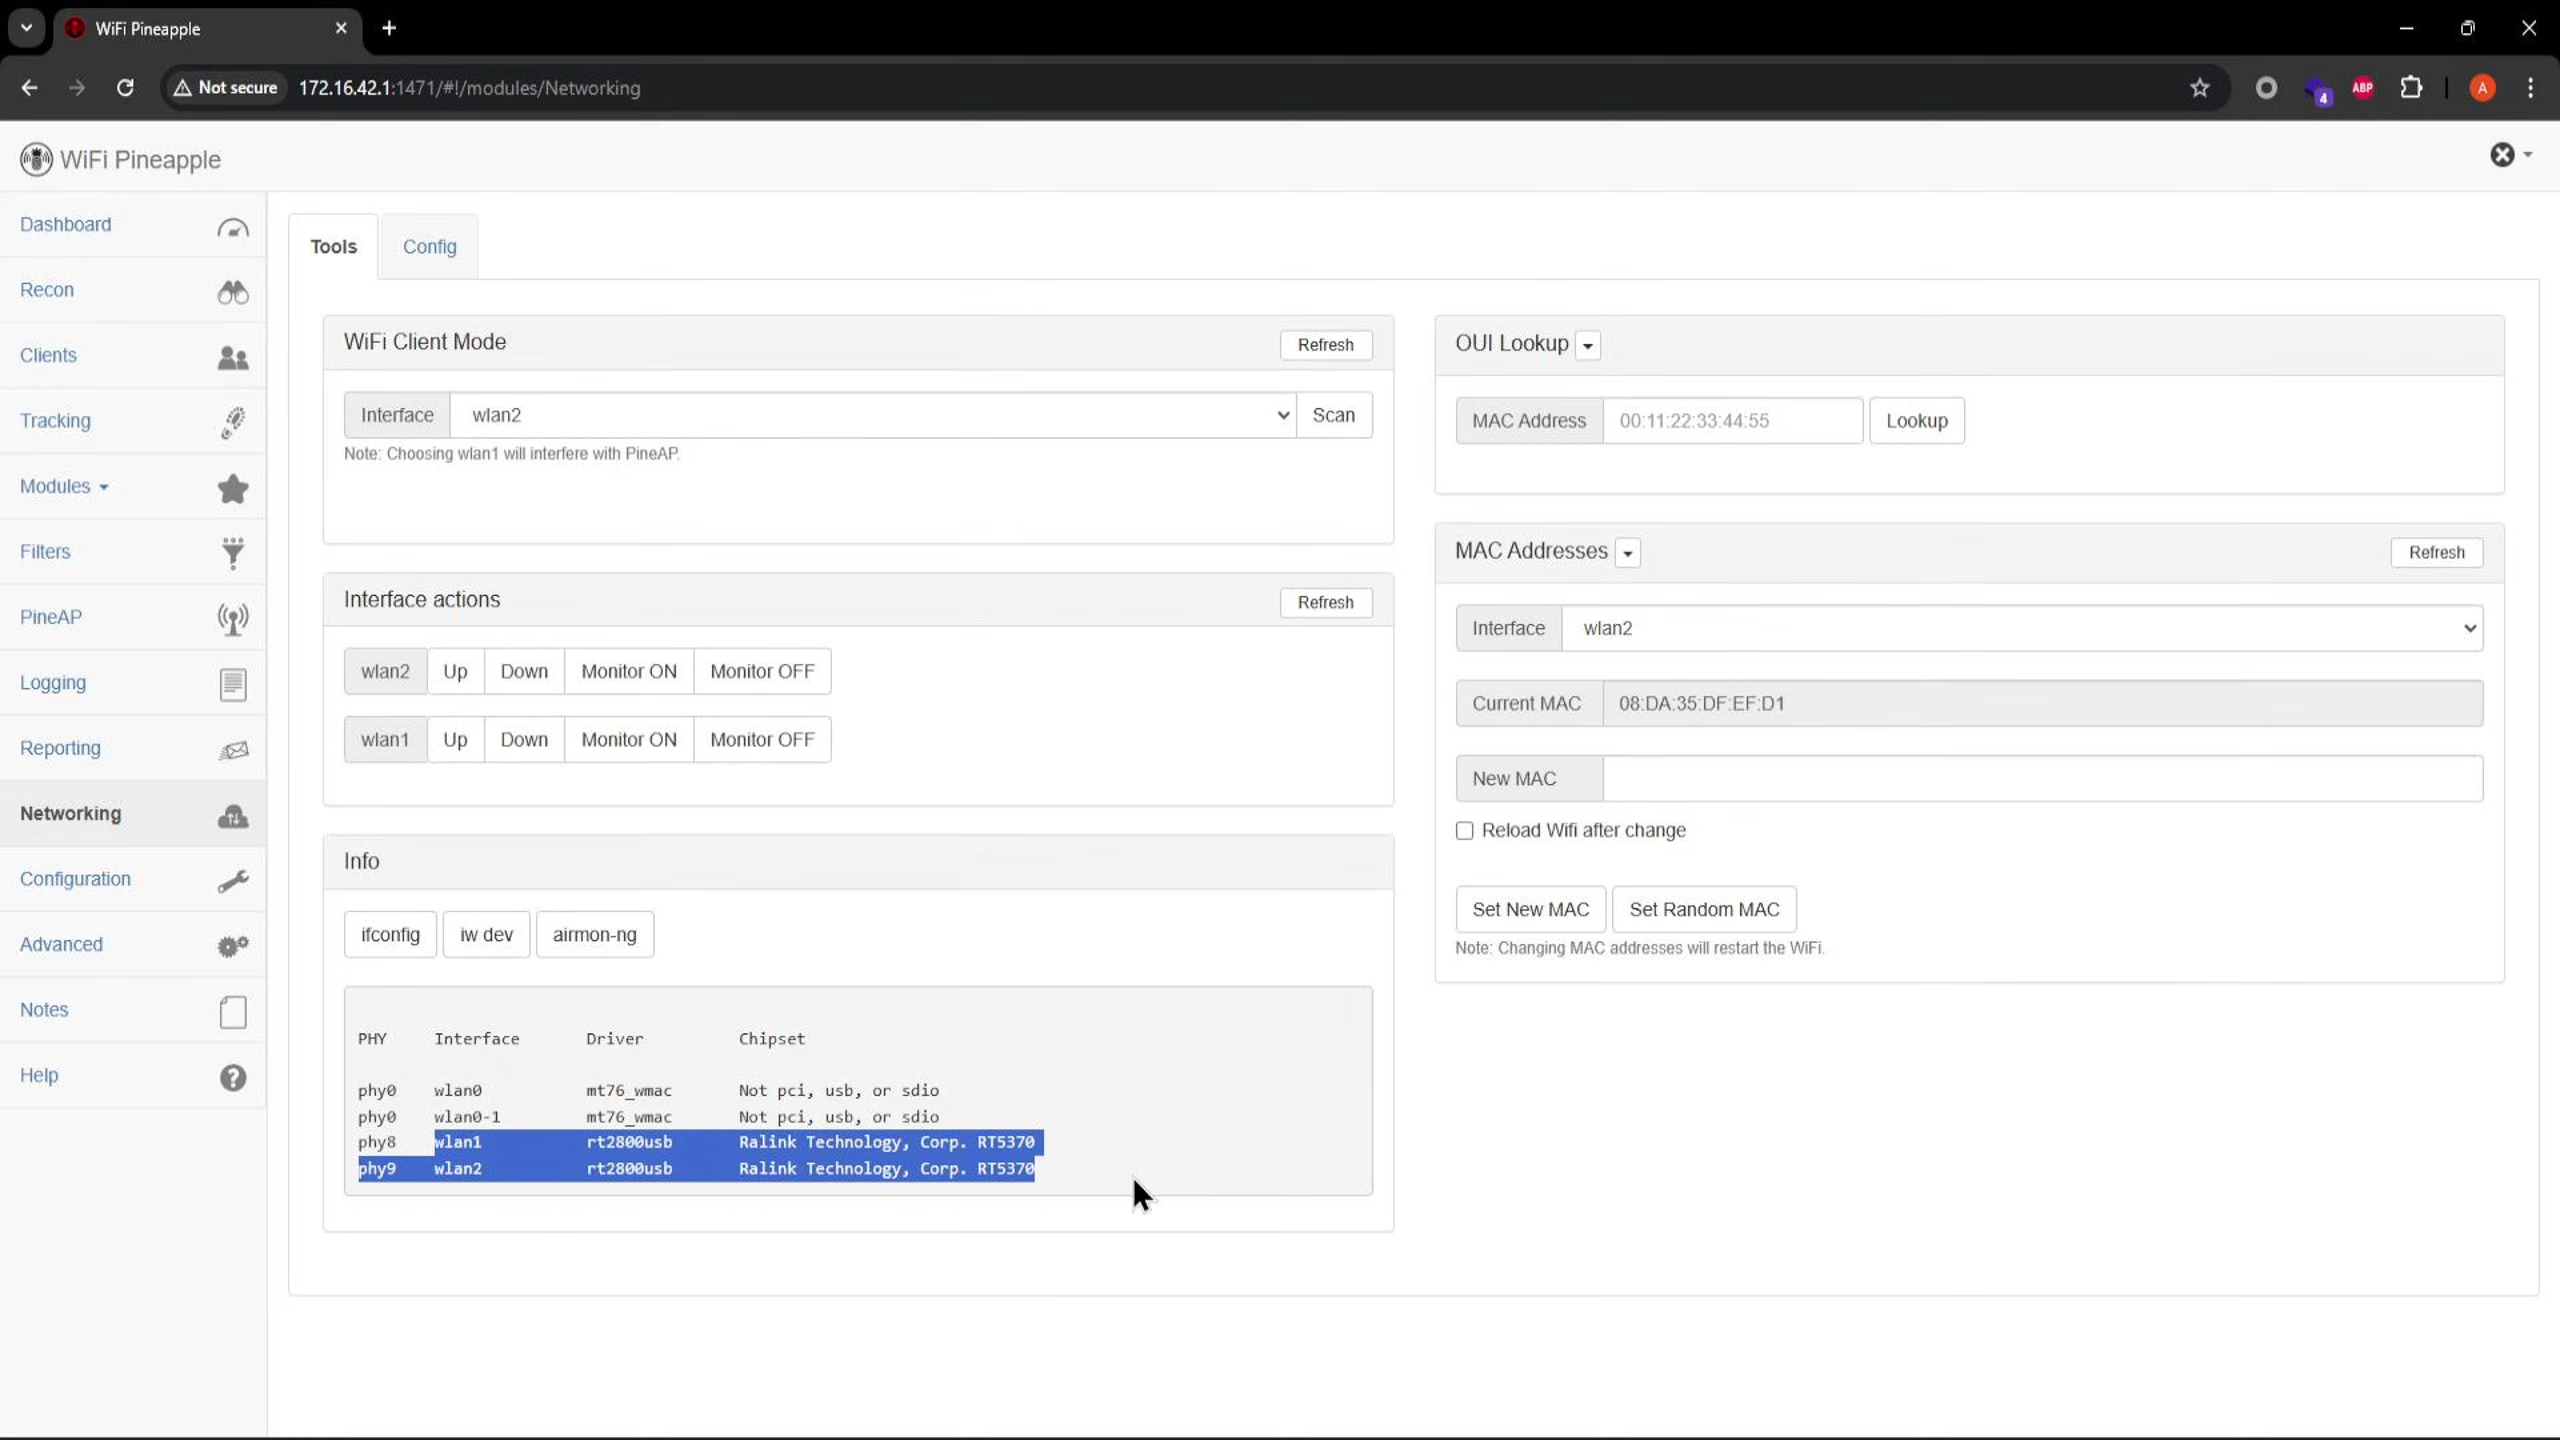 WiFi Pineapple
Not secure
172.16.42.1:1471/#!/modules/Networking
4
ABP
A
WiFi Pineapple
Dashboard
Recon
Clients
Tracking
Modules
Filters
PineAP
Logging
Reporting
Networking
Configuration
Advanced
Notes
Help
Tools
Config
WiFi Client Mode
Refresh
Interface
wlan2
Scan
Note: Choosing wlan1 will interfere with PineAP.
Interface actions
Refresh
wlan2 Up Down Monitor ON Monitor OFF
wlan1 Up Down Monitor ON Monitor OFF
Info
ifconfig
iw dev
airmon-ng
PHY Interface Driver Chipset
phy0 wlan0 mt76_wmac Not pci, usb, or sdio
phy0 wlan0-1 mt76_wmac Not pci, usb, or sdio
phy8 wlan1 rt2800usb Ralink Technology, Corp. RT5370
phy9 wlan2 rt2800usb Ralink Technology, Corp. RT5370
OUI Lookup
MAC Address
00:11:22:33:44:55
Lookup
MAC Addresses
Refresh
Interface
wlan2
Current MAC
08:DA:35:DF:EF:D1
New MAC
Reload Wifi after change
Set New MAC
Set Random MAC
Note: Changing MAC addresses will restart the WiFi.